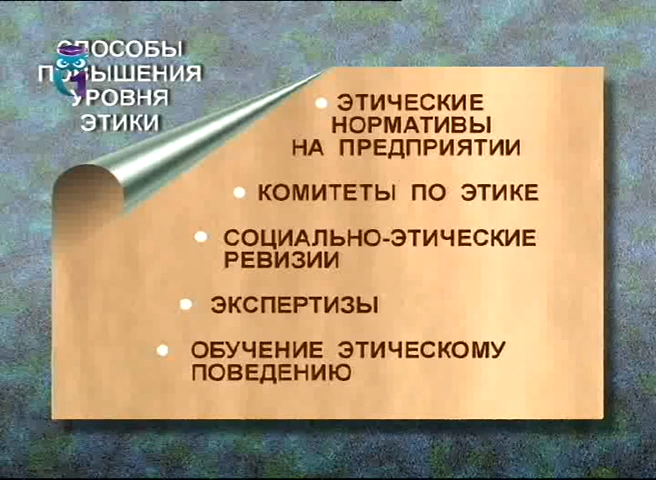 СПОСОБЫ
ПОВЫШЕНИЯ
УРОВНЯ
ЭТИКИ
ЭТИЧЕСКИЕ
НОРМАТИВЫ
НА ПРЕДПРИЯТИИ
КОМИТЕТЫ ПО ЭТИКЕ
СОЦИАЛЬНО-ЭТИЧЕСКИЕ
РЕВИЗИИ
ЭКСПЕРТИЗЫ
ОБУЧЕНИЕ ЭТИЧЕСКОМУ
ПОВЕДЕНИЮ